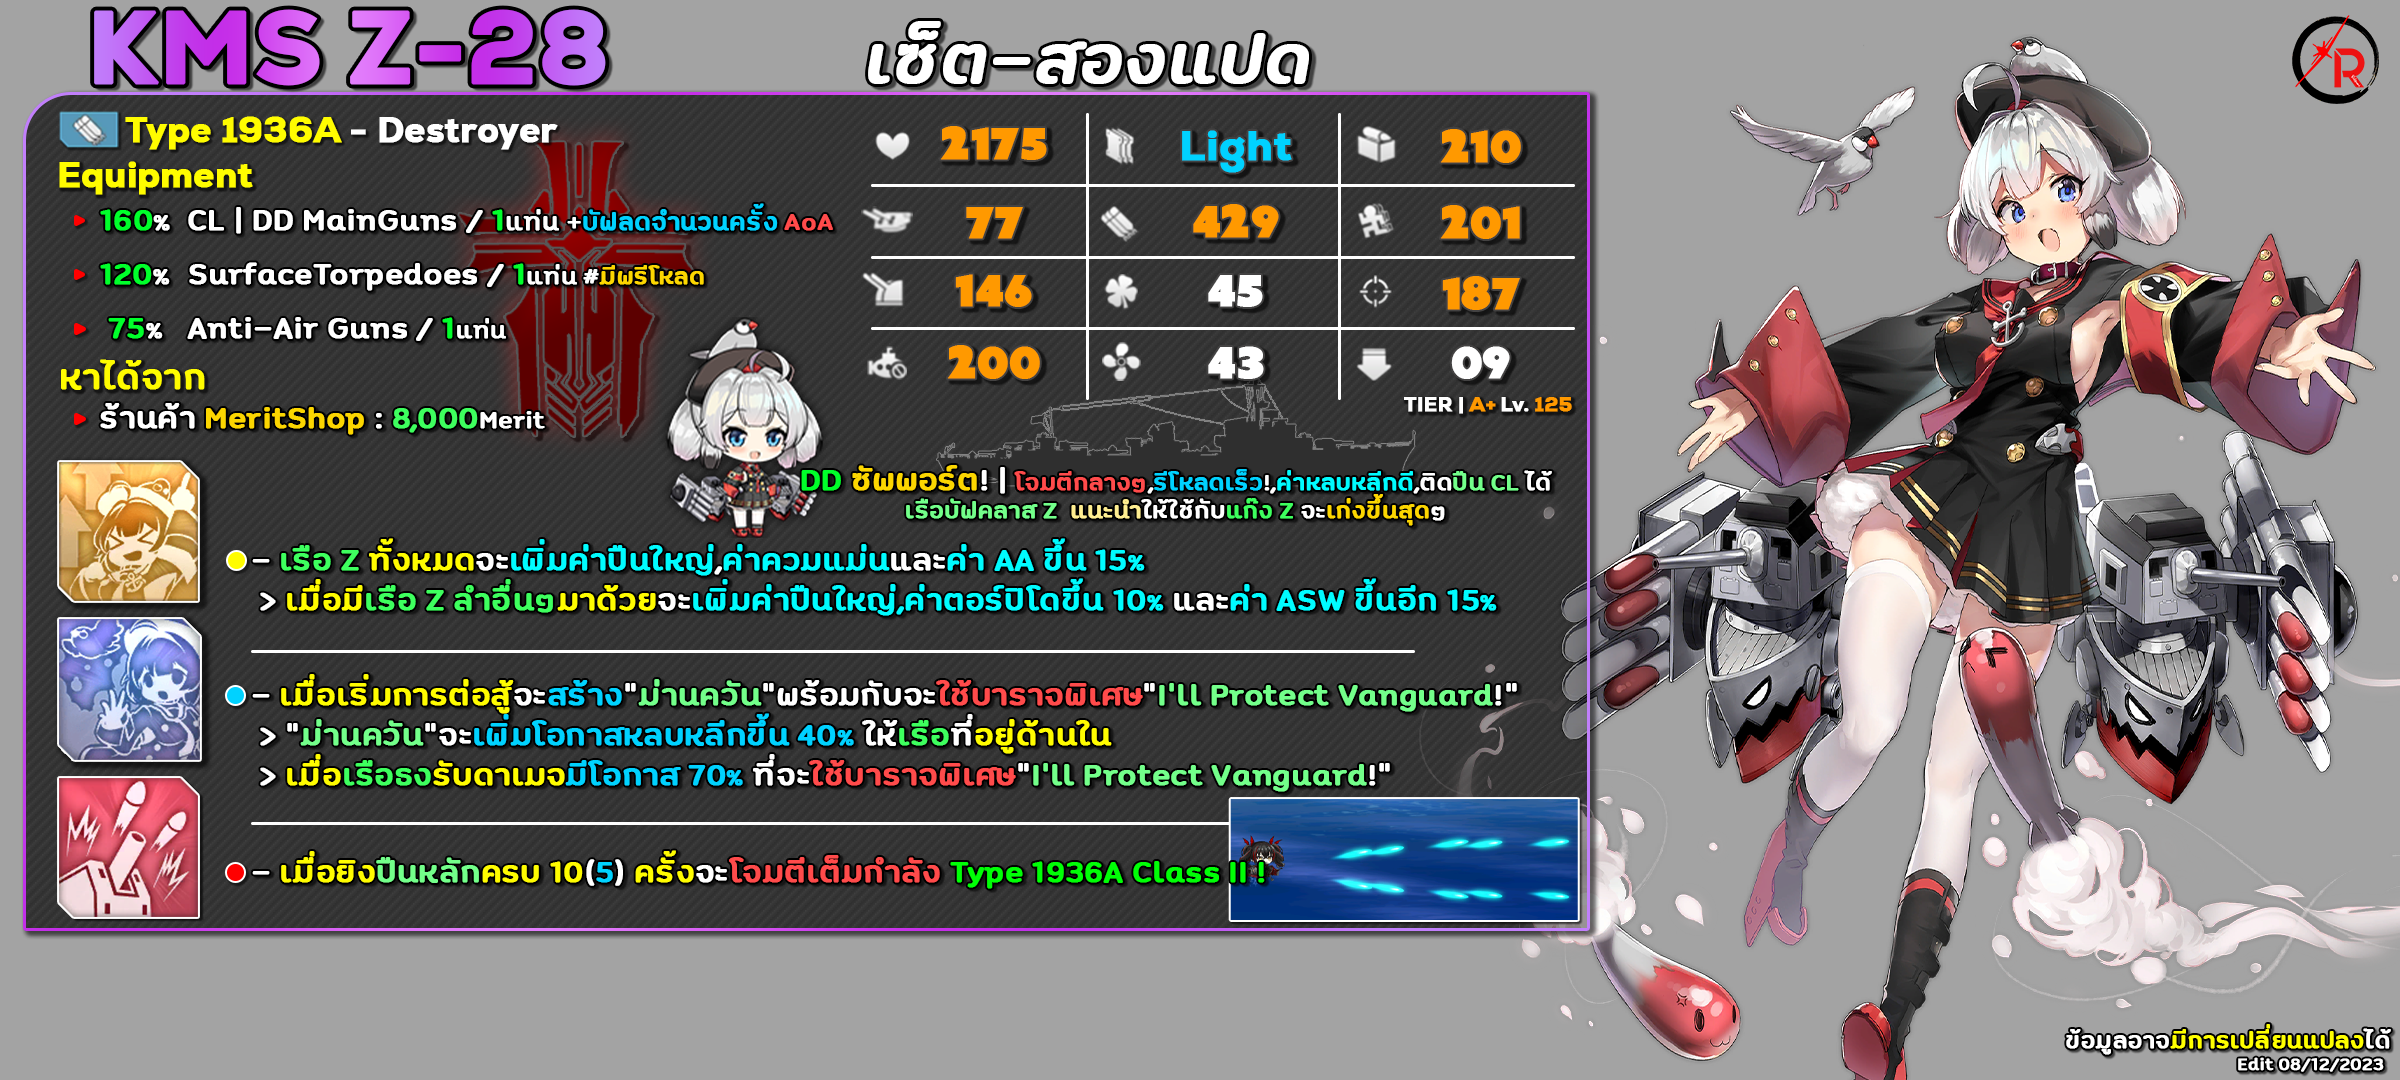 KMS Z-28
เซ็ต-สองแปด
R
Type 1936A - Destroyer
Equipment
160% CL | DD MainGuns / 1แท่น +บัฟลดจำนวนครั้ง AoA
120% SurfaceTorpedoes / 1แท่น #มีพรีโหลด
75% Anti-Air Guns / 1แท่น
หาได้จาก
ร้านค้า MeritShop : 8,000Merit
2175 Light 210
77 429 201
146 45 187
200 43 09
TIER | A+ Lv. 125
DD ซัพพอร์ต! | โจมตีกลางๆ,รีโหลดเร็ว!,ค่าหลบหลีกดี,ติดปืน CL ได้
เรือบัฟคลาส Z แนะนำให้ใช้กับแก๊ง Z จะเก่งขึ้นสุดๆ
- เรือ Z ทั้งหมดจะเพิ่มค่าปืนใหญ่,ค่าควมแม่นและค่า AA ขึ้น 15%
> เมื่อมีเรือ Z ลำอื่นๆมาด้วยจะเพิ่มค่าปืนใหญ่,ค่าตอร์ปิโดขึ้น 10% และค่า ASW ขึ้นอีก 15%
- เมื่อเริ่มการต่อสู้จะสร้าง"ม่านควัน"พร้อมกับจะใช้บาราจพิเศษ"I'll Protect Vanguard!"
> "ม่านควัน"จะเพิ่มโอกาสหลบหลีกขึ้น 40% ให้เรือที่อยู่ด้านใน
> เมื่อเรือธงรับดาเมจมีโอกาส 70% ที่จะใช้บาราจพิเศษ"I'll Protect Vanguard!"
- เมื่อยิงปืนหลักครบ 10(5) ครั้งจะโจมตีเต็มกำลัง Type 1936A Class II !
ข้อมูลอาจมีการเปลี่ยนแปลงได้
Edit 08/12/2023